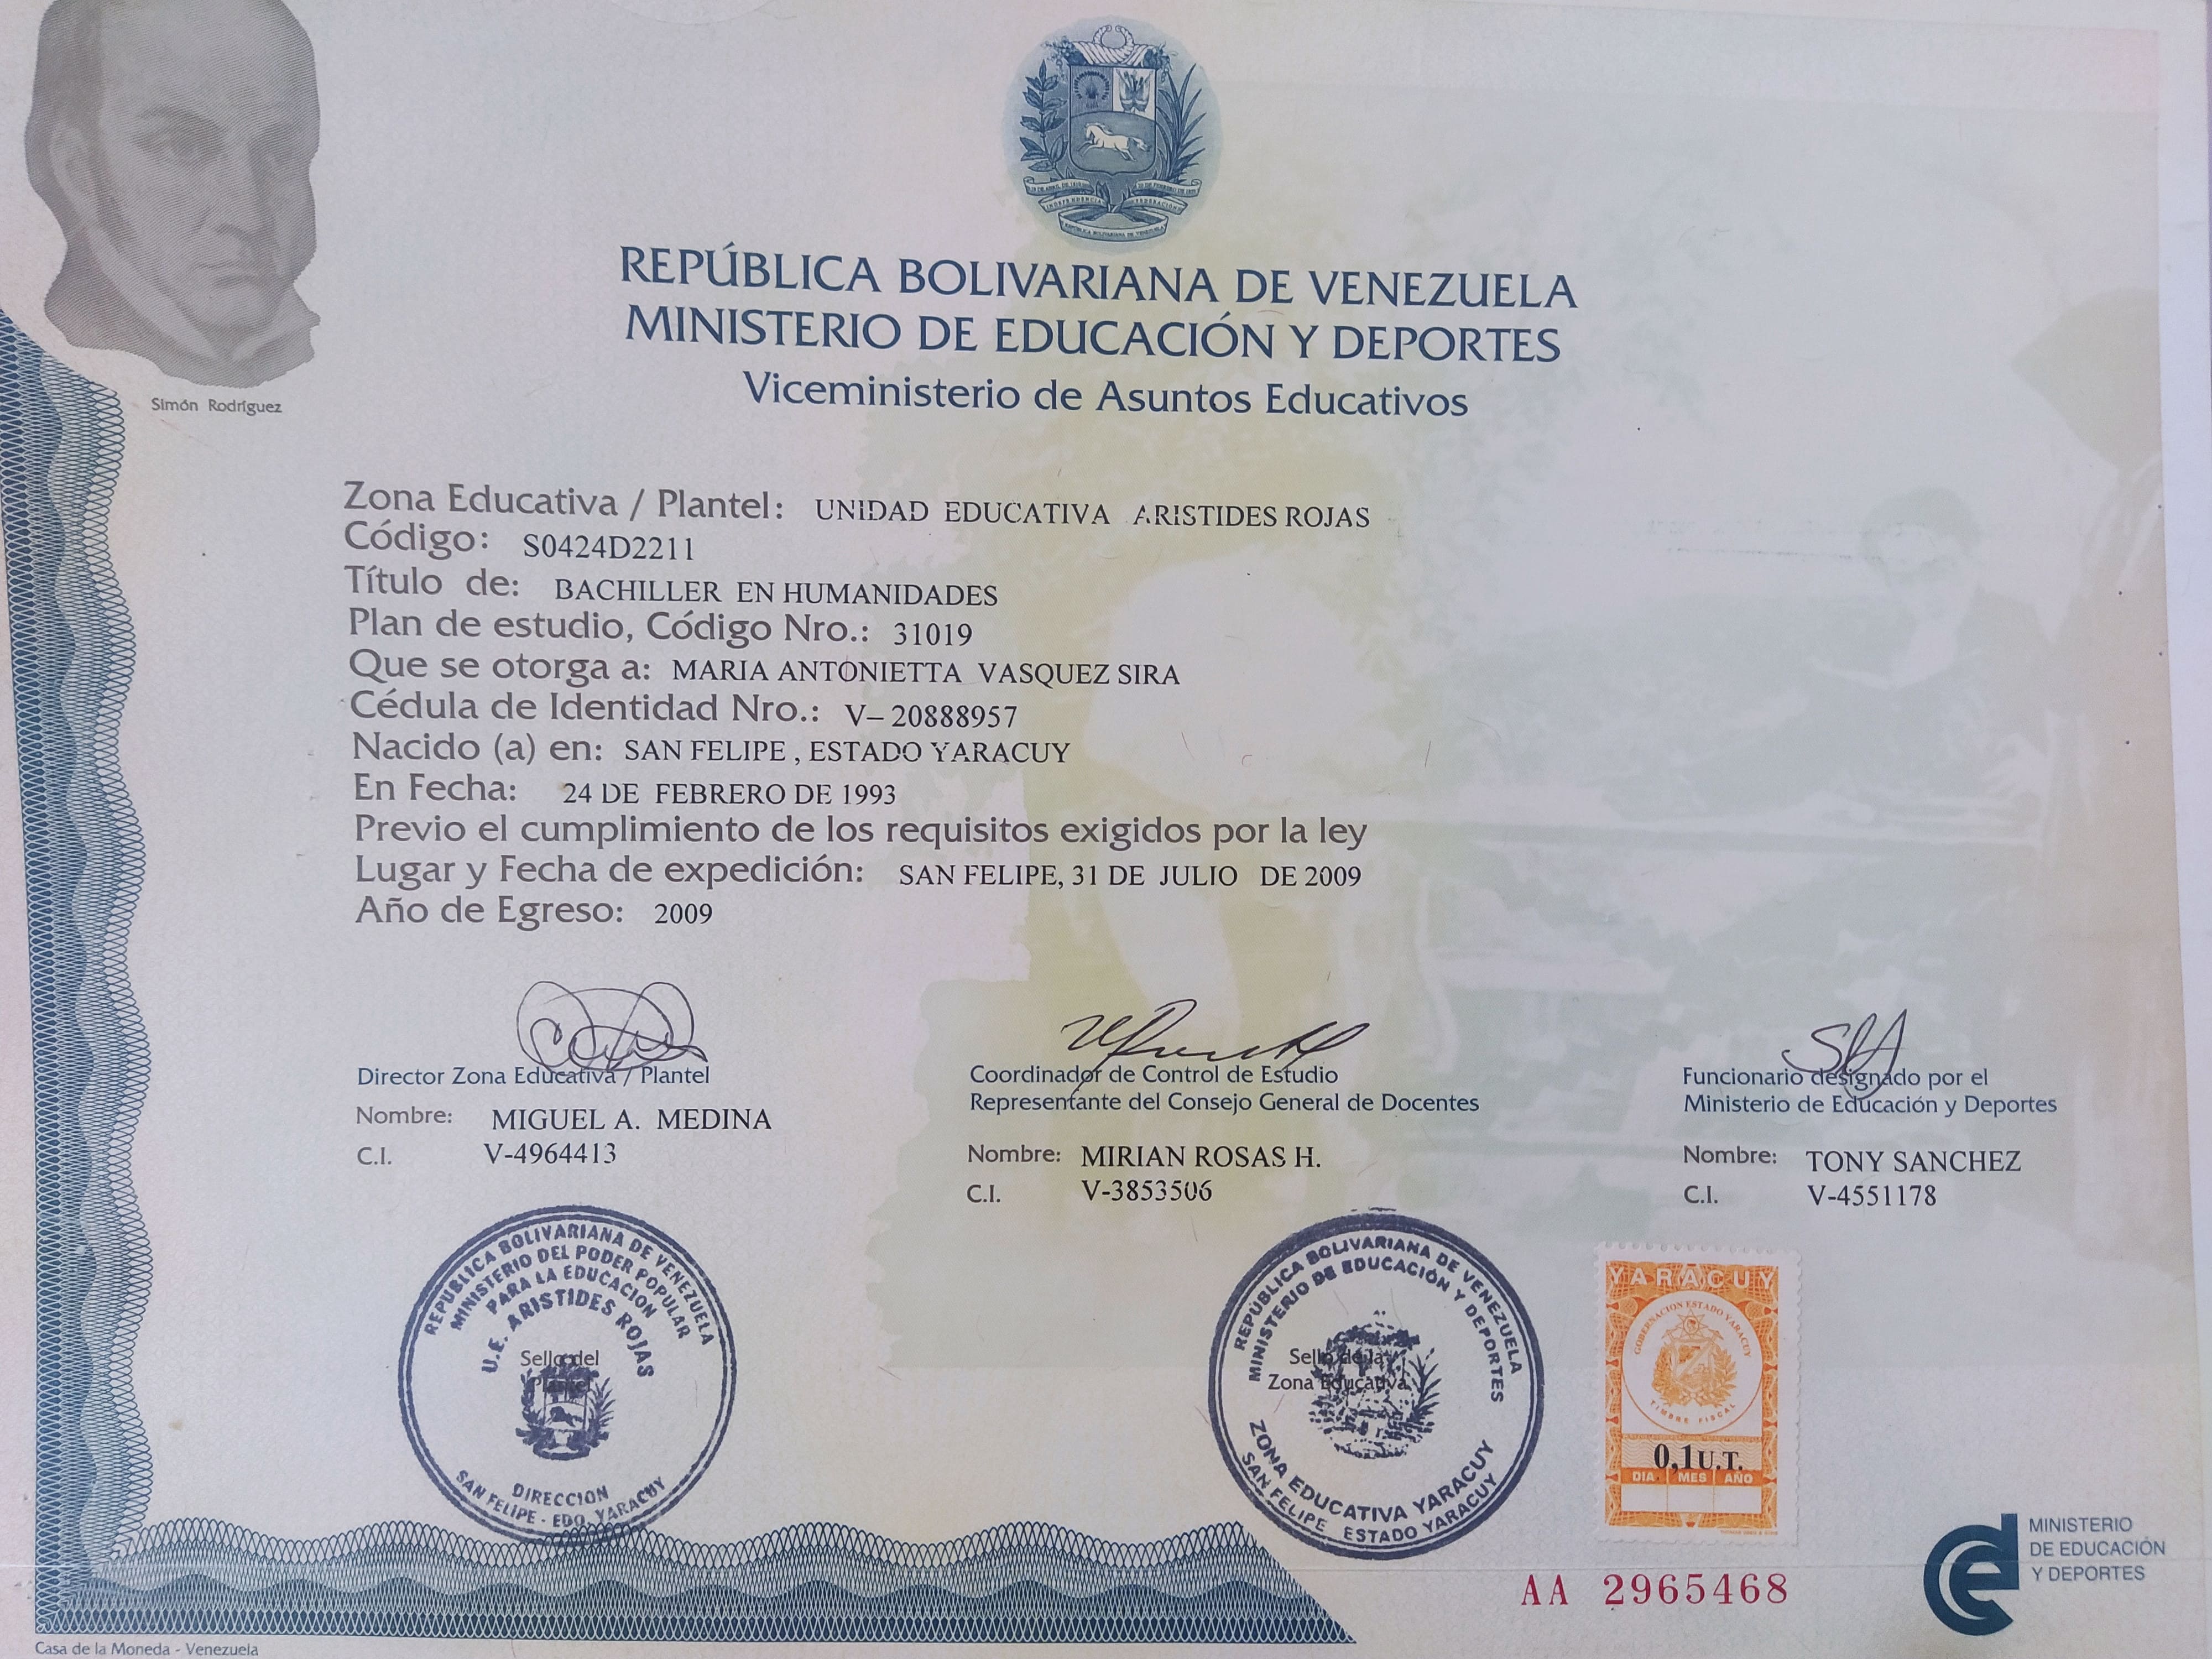 REPÚBLICA BOLIVARIANA DE VENEZUELA
MINISTERIO DE EDUCACIÓN Y DEPORTES
Viceministerio de Asuntos Educativos
Simón Rodríguez
Zona Educativa / Plantel: UNIDAD EDUCATIVA ARISTIDES ROJAS
Código: S0424D2211
Título de: BACHILLER EN HUMANIDADES
Plan de estudio, Código Nro.: 31019
Que se otorga a: MARIA ANTONIETTA VASQUEZ SIRA
Cédula de Identidad Nro.: V– 20888957
Nacido (a) en: SAN FELIPE , ESTADO YARACUY
En Fecha: 24 DE FEBRERO DE 1993
Previo el cumplimiento de los requisitos exigidos por la ley
Lugar y Fecha de expedición: SAN FELIPE, 31 DE JULIO DE 2009
Año de Egreso: 2009
Director Zona Educativa / Plantel
Nombre: MIGUEL A. MEDINA
C.I. V-4964413
Coordinador de Control de Estudio
Representante del Consejo General de Docentes
Nombre: MIRIAN ROSAS H.
C.I. V-3853506
Funcionario designado por el
Ministerio de Educación y Deportes
Nombre: TONY SANCHEZ
C.I. V-4551178
REPUBLICA BOLIVARIANA DE VENEZUELA
MINISTERIO DEL PODER POPULAR
PARA LA EDUCACION
U.E. ARISTIDES ROJAS
Sello del
Plantel
DIRECCION
SAN FELIPE - EDO. YARACUY
REPÚBLICA BOLIVARIANA DE VENEZUELA
MINISTERIO DE EDUCACIÓN Y DEPORTES
Sello de la
Zona Educativa
ZONA EDUCATIVA YARACUY
SAN FELIPE ESTADO YARACUY
YARACUY
GOBERNACION ESTADO YARACUY
TIMBRE FISCAL
0,1U.T.
DIA MES AÑO
AA 2965468
MINISTERIO
DE EDUCACIÓN
Y DEPORTES
Casa de la Moneda - Venezuela